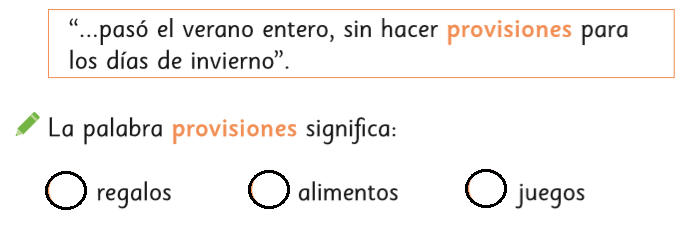 “...pasó el verano entero, sin hacer provisiones para
los días de invierno”.
La palabra provisiones significa:
regalos alimentos juegos